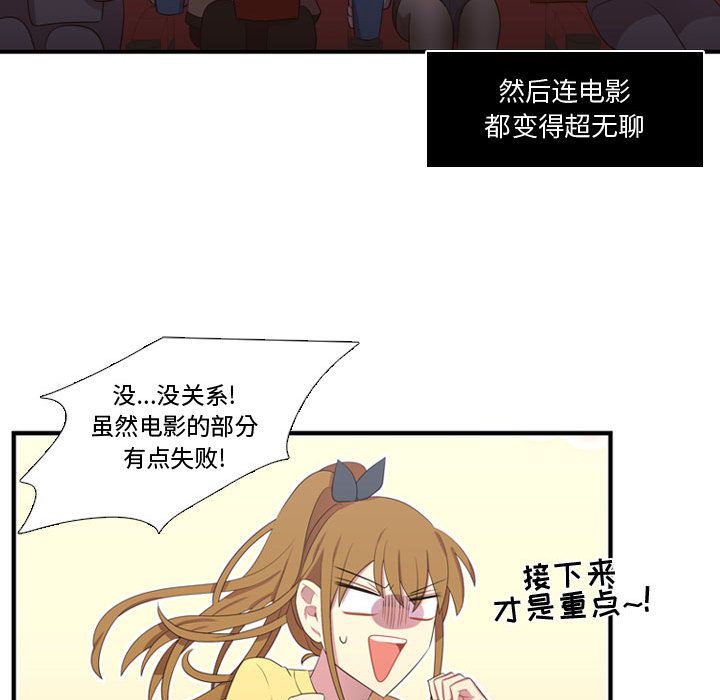 然后连电影
都变得超无聊
没...没关系!
虽然电影的部分
有点失败!
接下来
才是重点~!